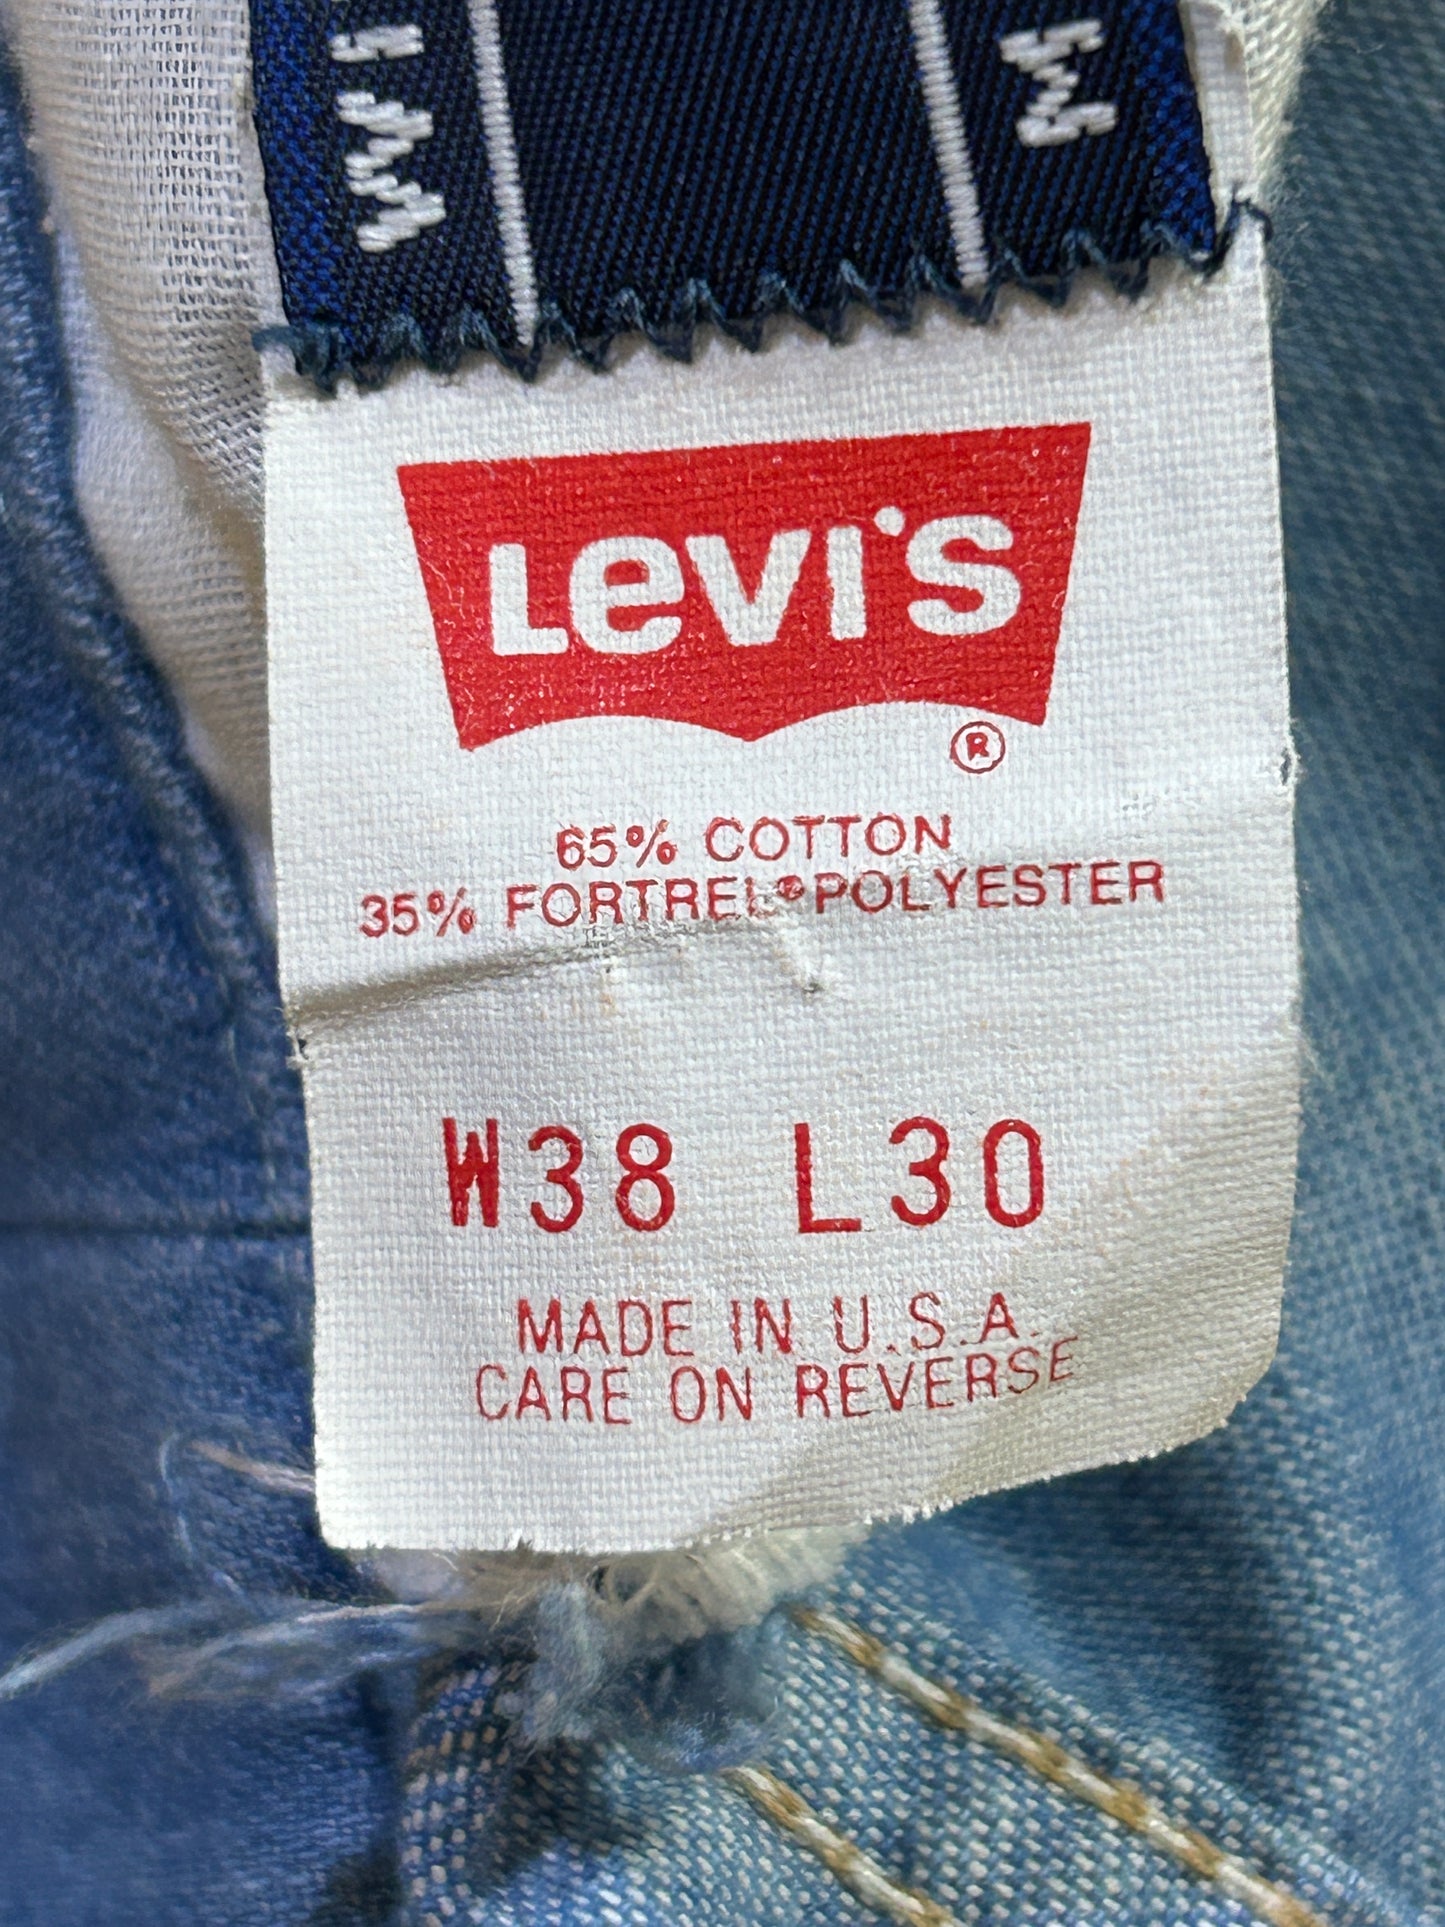 Levi's
®
65% COTTON
35% FORTREL® POLYESTER
W38 L30
MADE IN U.S.A.
CARE ON REVERSE